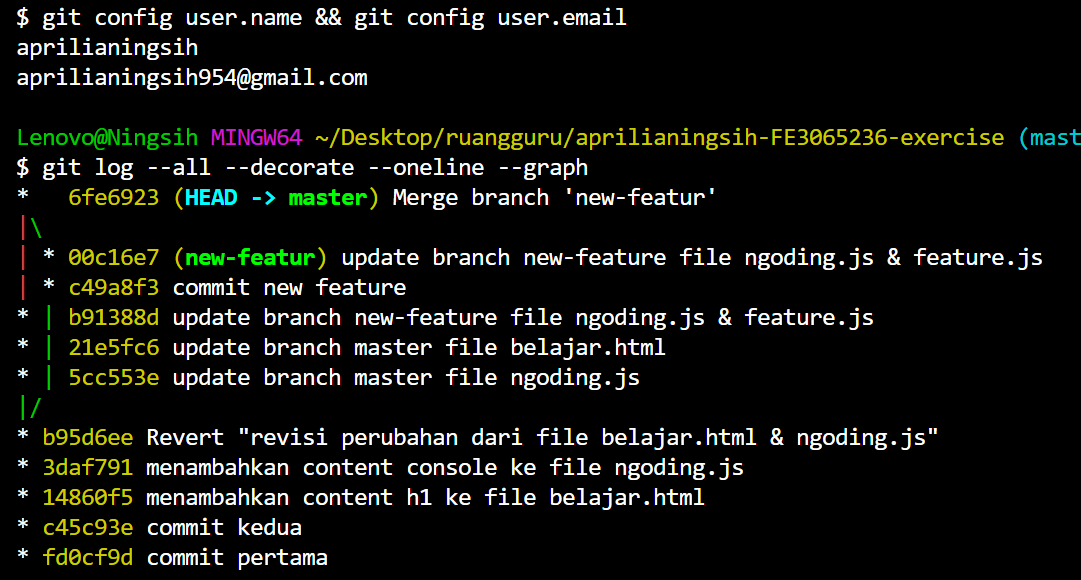 $ git config user.name && git config user.email
aprilianingsih
aprilianingsih954@gmail.com
Lenovo@Ningsih MINGW64 ~/Desktop/ruangguru/aprilianingsih-FE3065236-exercise (mast
$ git log --all --decorate --oneline --graph
*   6fe6923 (HEAD -> master) Merge branch 'new-featur'
|\
| * 00c16e7 (new-featur) update branch new-feature file ngoding.js & feature.js
| * c49a8f3 commit new feature
* | b91388d update branch new-feature file ngoding.js & feature.js
* | 21e5fc6 update branch master file belajar.html
* | 5cc553e update branch master file ngoding.js
|/
* b95d6ee Revert "revisi perubahan dari file belajar.html & ngoding.js"
* 3daf791 menambahkan content console ke file ngoding.js
* 14860f5 menambahkan content h1 ke file belajar.html
* c45c93e commit kedua
* fd0cf9d commit pertama